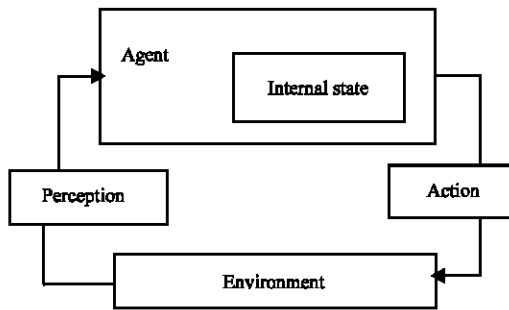 Agent
Internal state
Perception
Action
Environment